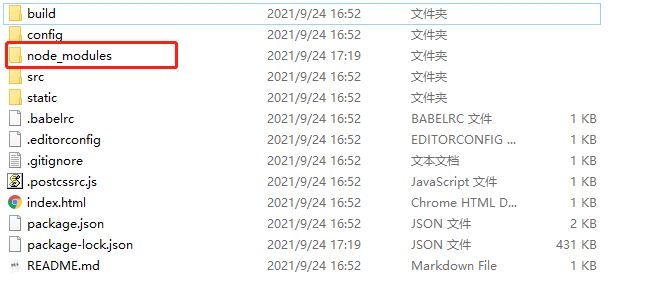 build 2021/9/24 16:52 文件夹
config 2021/9/24 16:52 文件夹
node_modules 2021/9/24 17:19 文件夹
src 2021/9/24 16:52 文件夹
static 2021/9/24 16:52 文件夹
.babelrc 2021/9/24 16:52 BABELRC 文件 1 KB
.editorconfig 2021/9/24 16:52 EDITORCONFIG ... 1 KB
.gitignore 2021/9/24 16:52 文本文档 1 KB
.postcssrc.js 2021/9/24 16:52 JavaScript 文件 1 KB
index.html 2021/9/24 16:52 Chrome HTML D... 1 KB
package.json 2021/9/24 16:52 JSON 文件 2 KB
package-lock.json 2021/9/24 17:19 JSON 文件 431 KB
README.md 2021/9/24 16:52 Markdown File 1 KB